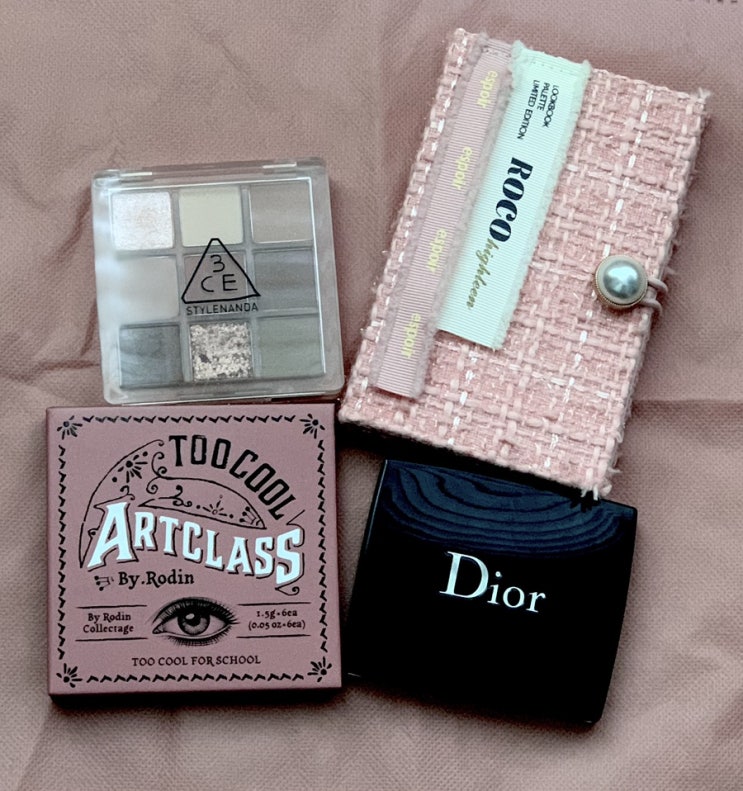 3
CE
STYLENANDA
espoir
espoir
espoir
espoir
LOOKBOOK
PALETTE
LIMITED EDITION
ROCO
highteen
TOO COOL
ARTCLASS
By.Rodin
By Rodin
Collectage
1.5g*6ea
(0.05 oz*6ea)
TOO COOL FOR SCHOOL
Dior